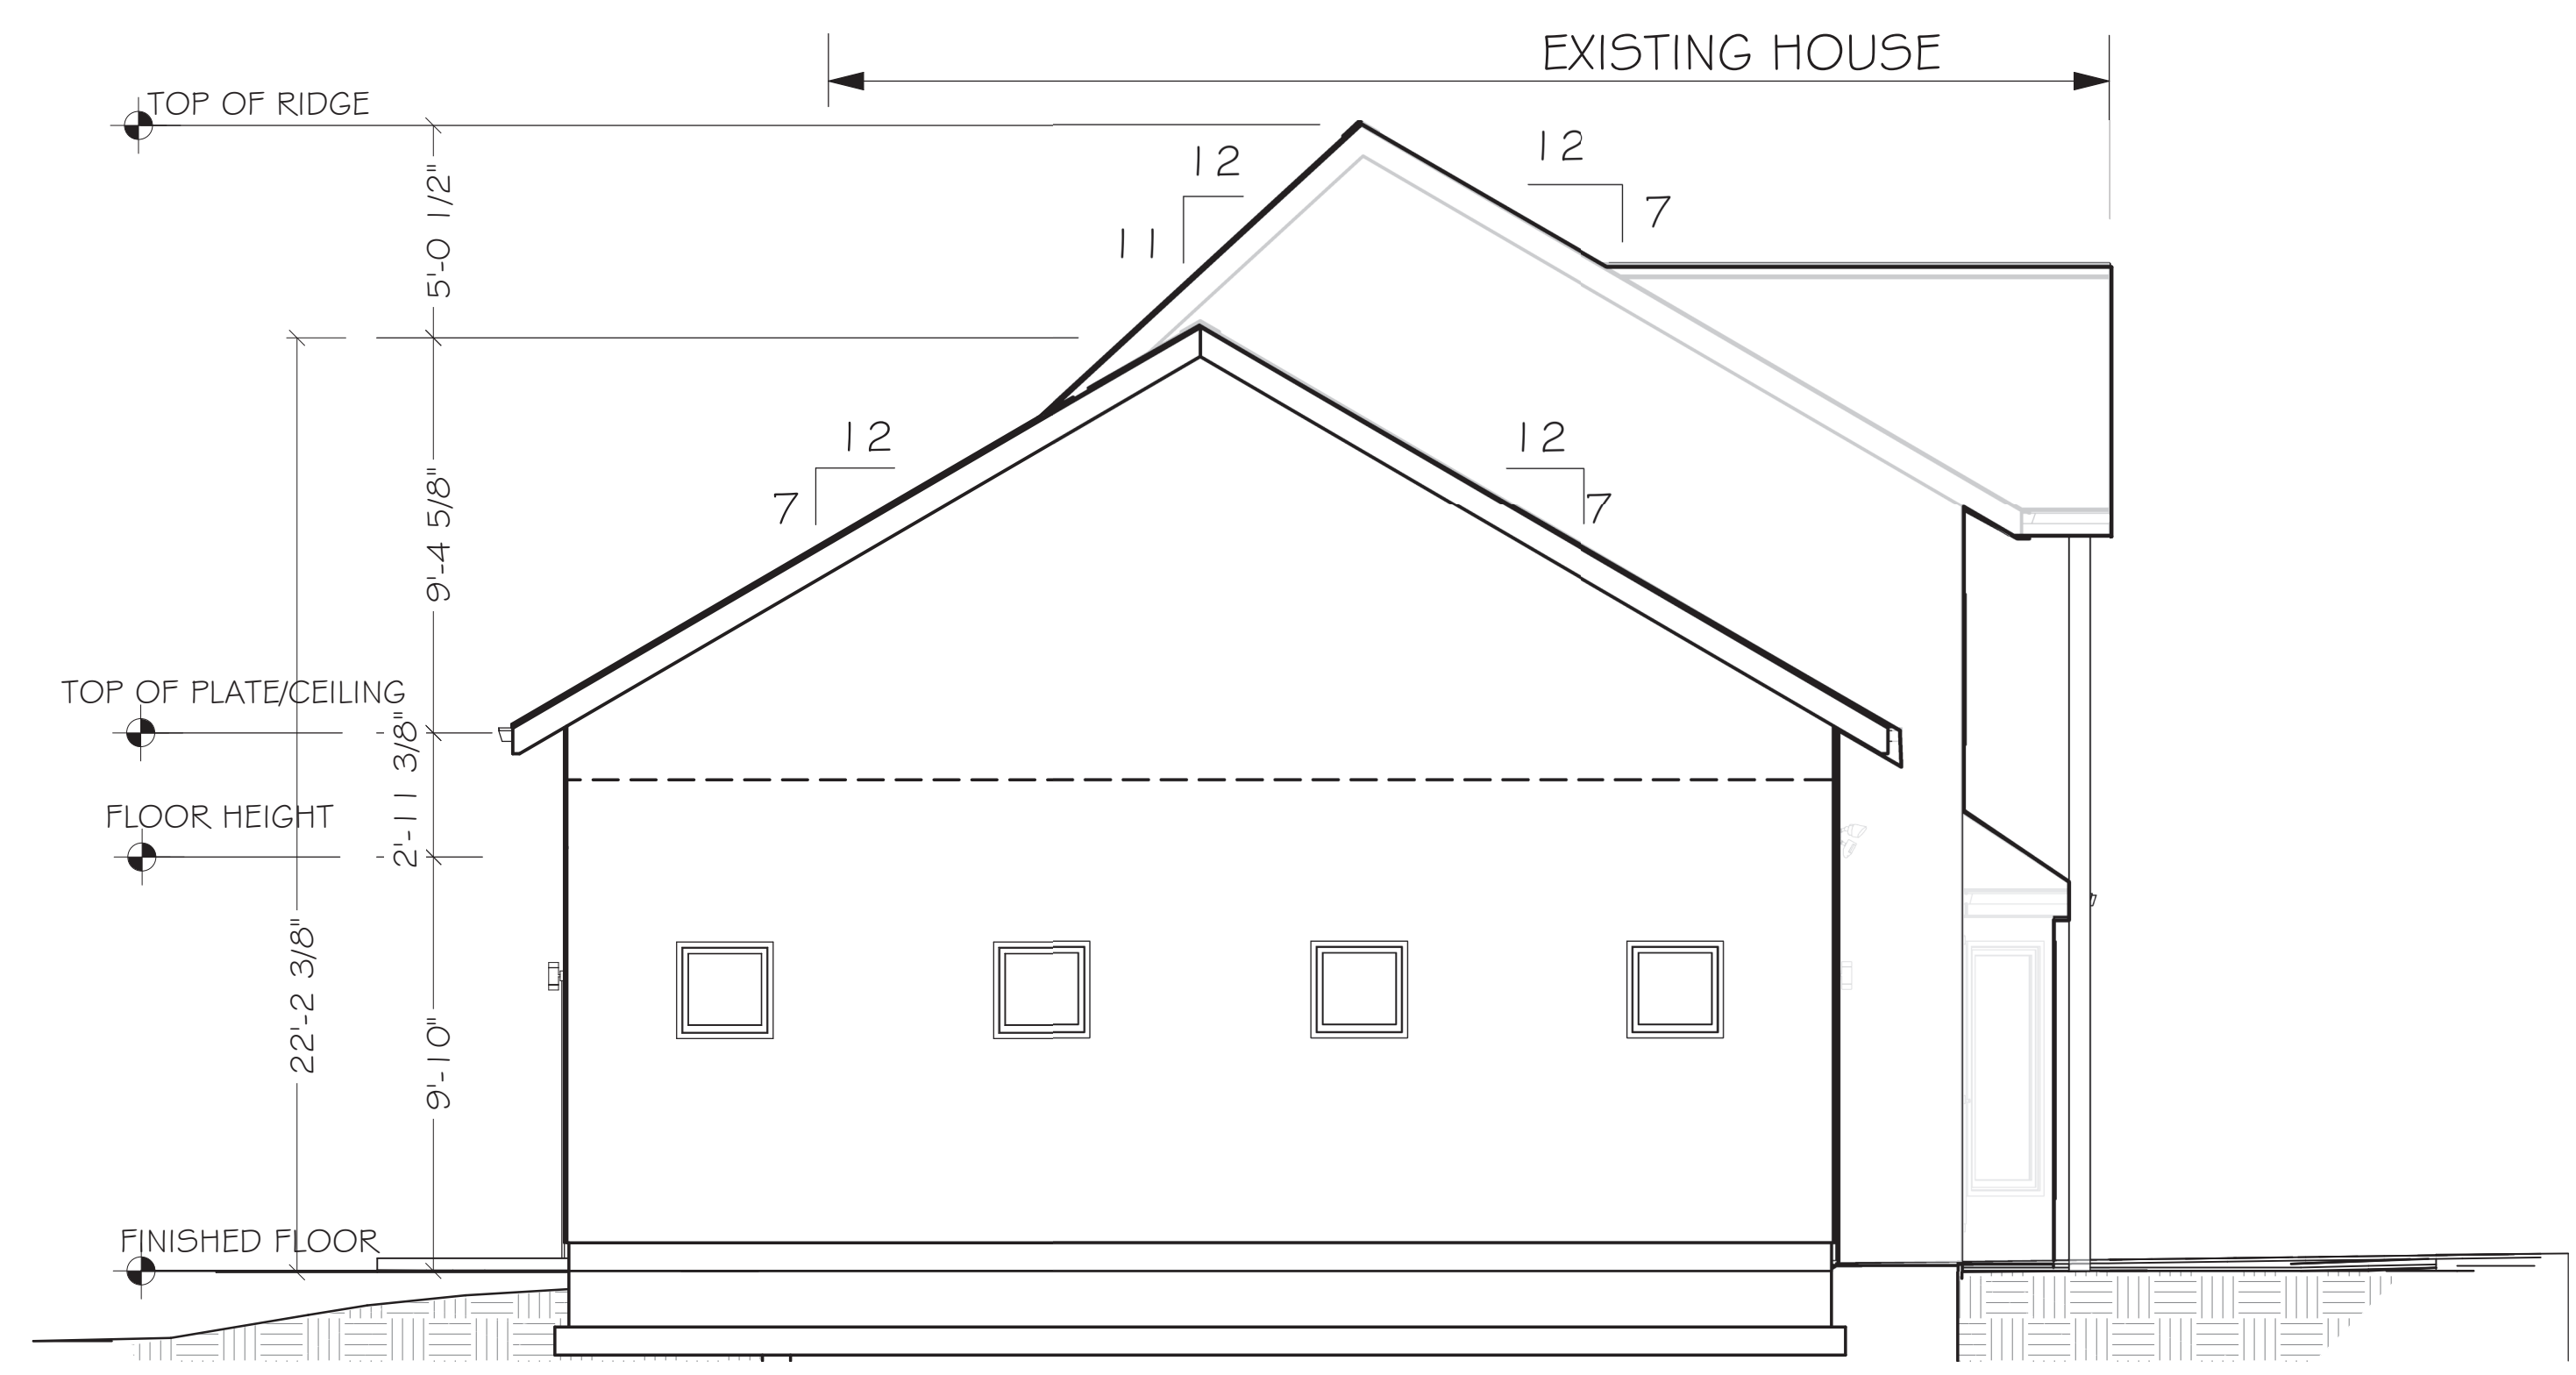 EXISTING HOUSE
TOP OF RIDGE
12
12
7
11
5'-0 1/2"
12
12
7
7
9'-4 5/8"
TOP OF PLATE/CEILING
2'-11 3/8"
FLOOR HEIGHT
22'-2 3/8"
9'-10"
FINISHED FLOOR